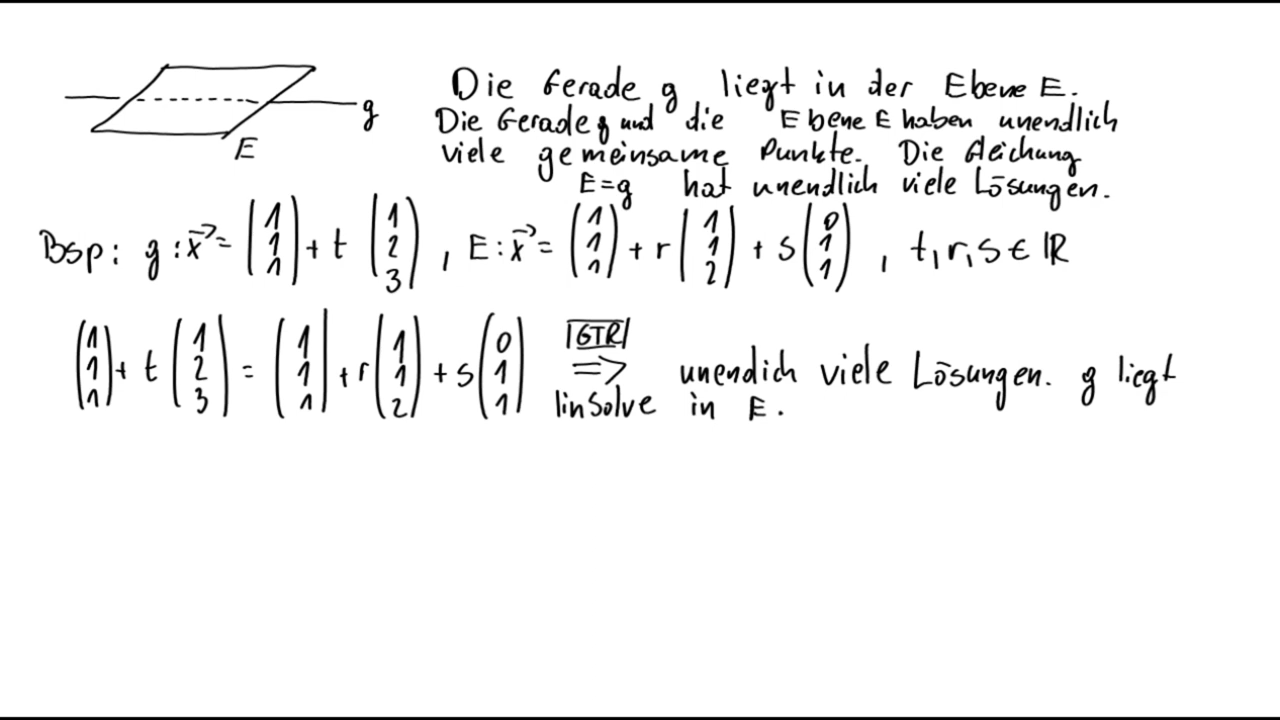 g
E
Die Gerade g liegt in der Ebene E.
Die Gerade g und die Ebene E haben unendlich
viele gemeinsame Punkte. Die Gleichung
E=g hat unendlich viele Lösungen.
Bsp: g: x⃗ = (1 1 1) + t (1 2 3), E: x⃗ = (1 1 1) + r (1 1 2) + s (0 1 1), t,r,s ∈ ℝ
(1 1 1) + t (1 2 3) = (1 1 1) + r (1 1 2) + s (0 1 1) |GTR| => linSolve unendich viele Lösungen. g liegt
in E.